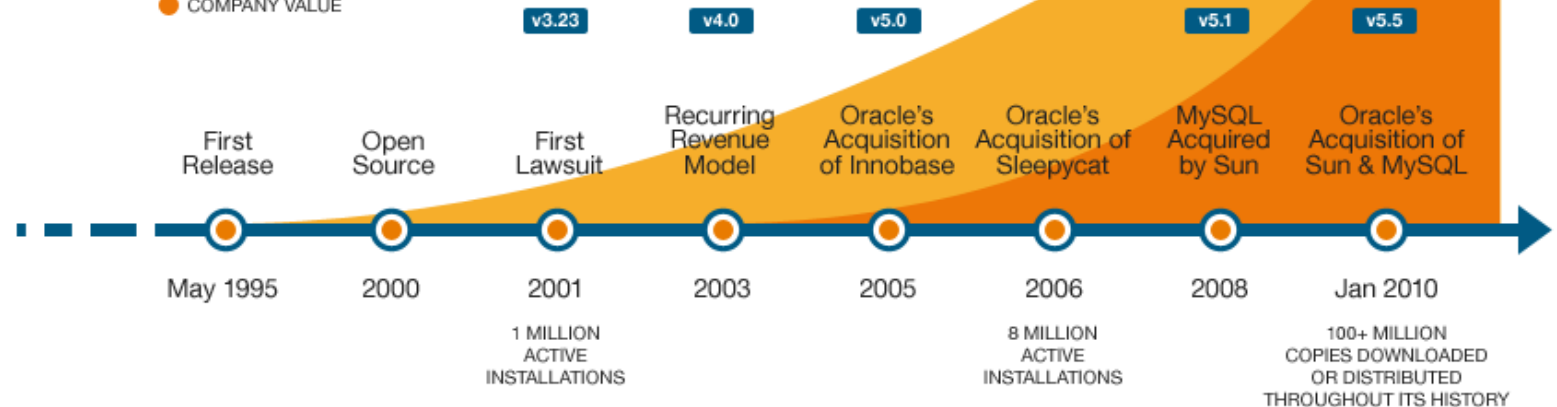 COMPANY VALUE
v3.23
v4.0
v5.0
v5.1
v5.5
First
Release
Open
Source
First
Lawsuit
Recurring
Revenue
Model
Oracle's
Acquisition
of Innobase
Oracle's
Acquisition of
Sleepycat
MySQL
Acquired
by Sun
Oracle's
Acquisition of
Sun & MySQL
May 1995
2000
2001
2003
2005
2006
2008
Jan 2010
1 MILLION
ACTIVE
INSTALLATIONS
8 MILLION
ACTIVE
INSTALLATIONS
100+ MILLION
COPIES DOWNLOADED
OR DISTRIBUTED
THROUGHOUT ITS HISTORY